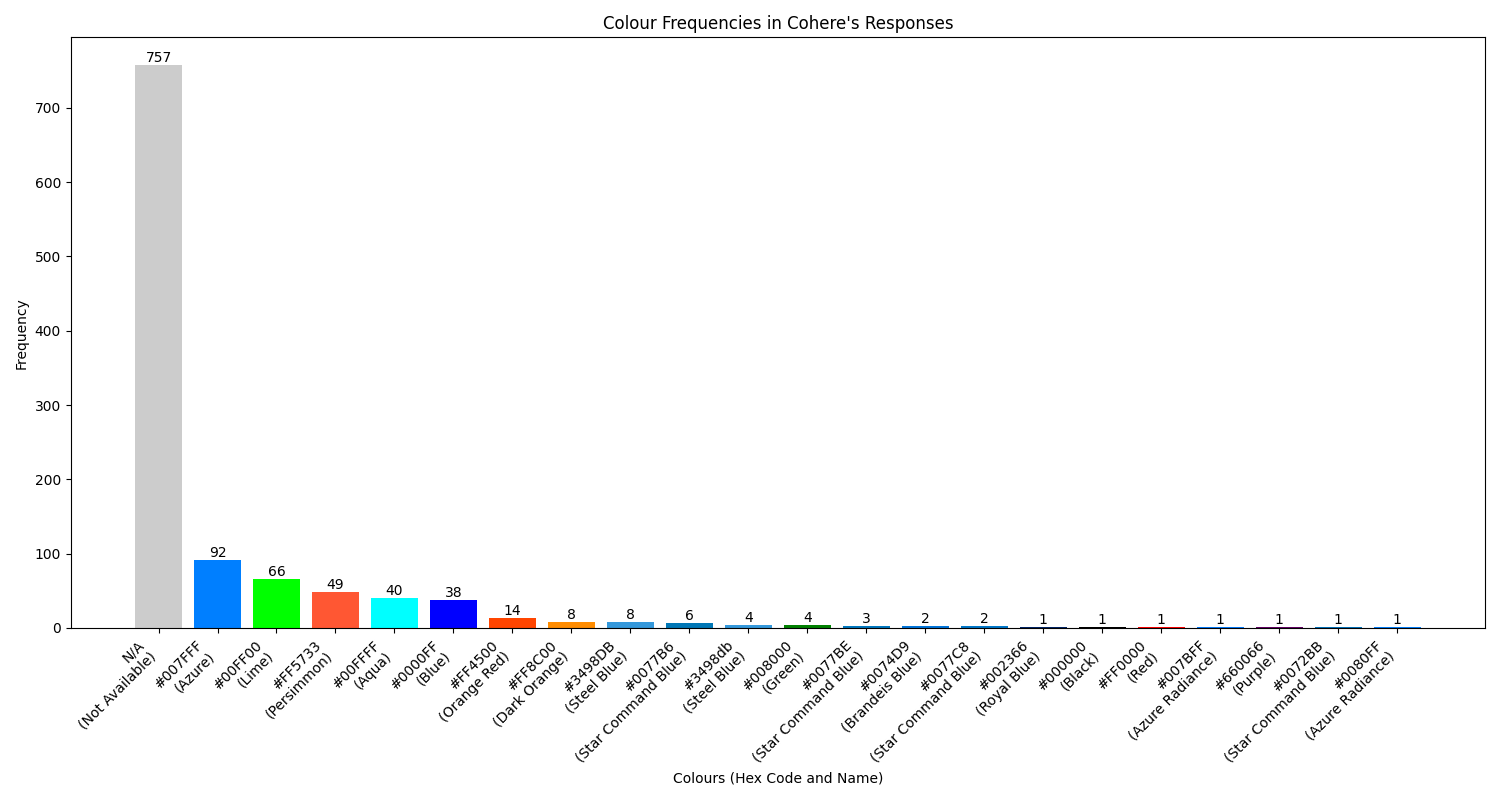 Colour Frequencies in Cohere's Responses
757
92
66
49
40
38
14
8
8
6
4
4
3
2
2
1
1
1
1
1
1
1
700
600
500
400
300
200
100
0
Frequency
N/A
(Not Available)
#007FFF
(Azure)
#00FF00
(Lime)
#FF5733
(Persimmon)
#00FFFF
(Aqua)
#0000FF
(Blue)
#FF4500
(Orange Red)
#FF8C00
(Dark Orange)
#3498DB
(Steel Blue)
#0077B6
(Star Command Blue)
#3498db
(Steel Blue)
#008000
(Green)
#0077BE
(Star Command Blue)
#0074D9
(Brandeis Blue)
#0077C8
(Star Command Blue)
#002366
(Royal Blue)
#000000
(Black)
#FF0000
(Red)
#007BFF
(Azure Radiance)
#660066
(Purple)
#0072BB
(Star Command Blue)
#0080FF
(Azure Radiance)
Colours (Hex Code and Name)